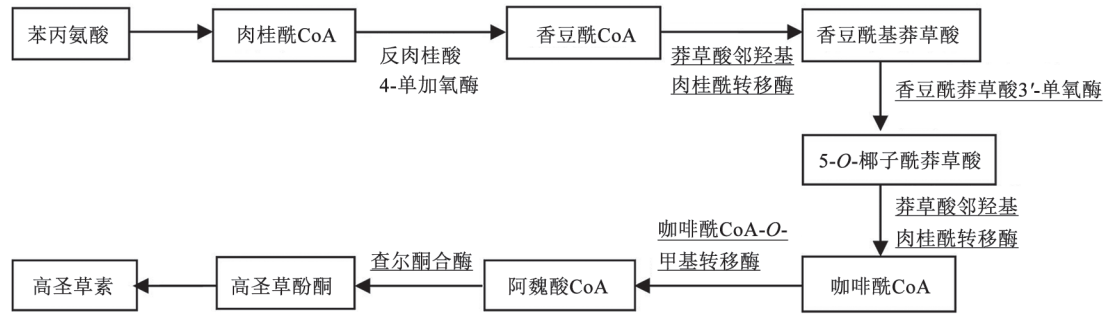 苯丙氨酸
肉桂酰CoA
反肉桂酸
4-单加氧酶
香豆酰CoA
莽草酸邻羟基
肉桂酰转移酶
香豆酰基莽草酸
香豆酰莽草酸3′-单氧酶
5-O-椰子酰莽草酸
莽草酸邻羟基
肉桂酰转移酶
咖啡酰CoA
咖啡酰CoA-O-
甲基转移酶
阿魏酸CoA
查尔酮合酶
高圣草酚酮
高圣草素